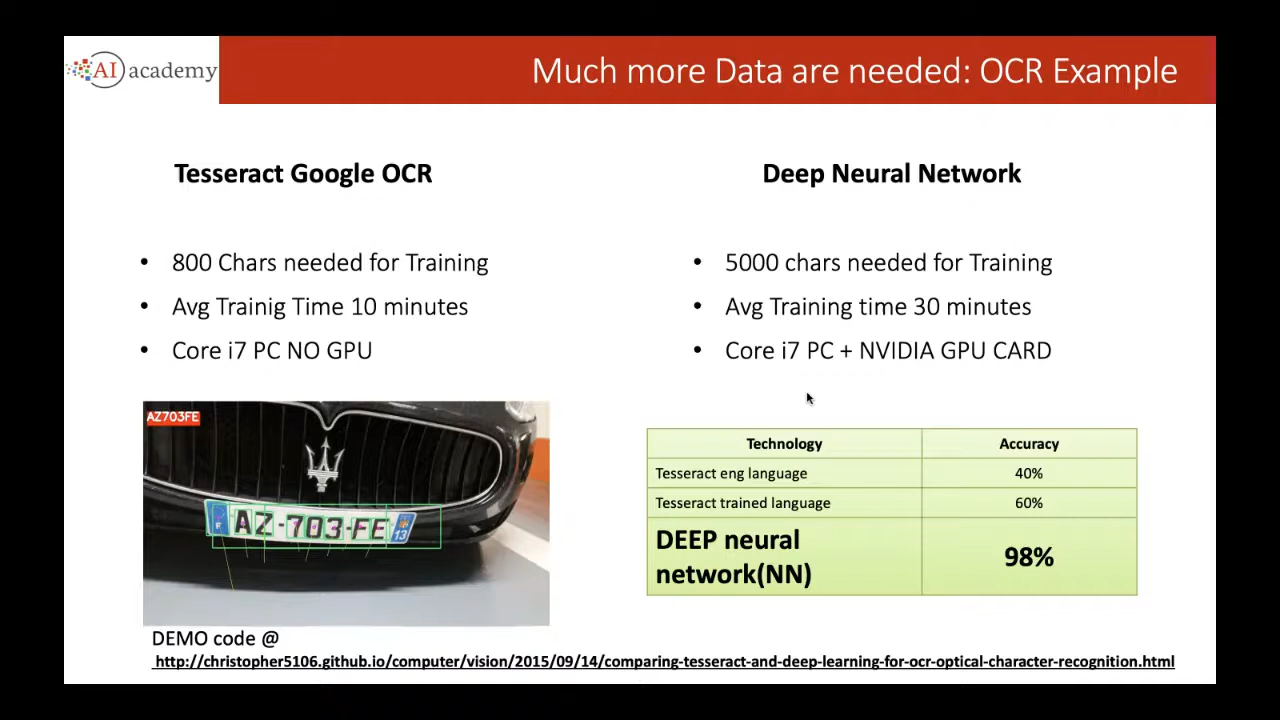 AI academy
Much more Data are needed: OCR Example
Tesseract Google OCR
• 800 Chars needed for Training
• Avg Trainig Time 10 minutes
• Core i7 PC NO GPU
Deep Neural Network
• 5000 chars needed for Training
• Avg Training time 30 minutes
• Core i7 PC + NVIDIA GPU CARD
AZ703FE
F AZ-703-FE 13
Technology Accuracy
Tesseract eng language 40%
Tesseract trained language 60%
DEEP neural
network(NN) 98%
DEMO code @
http://christopher5106.github.io/computer/vision/2015/09/14/comparing-tesseract-and-deep-learning-for-ocr-optical-character-recognition.html